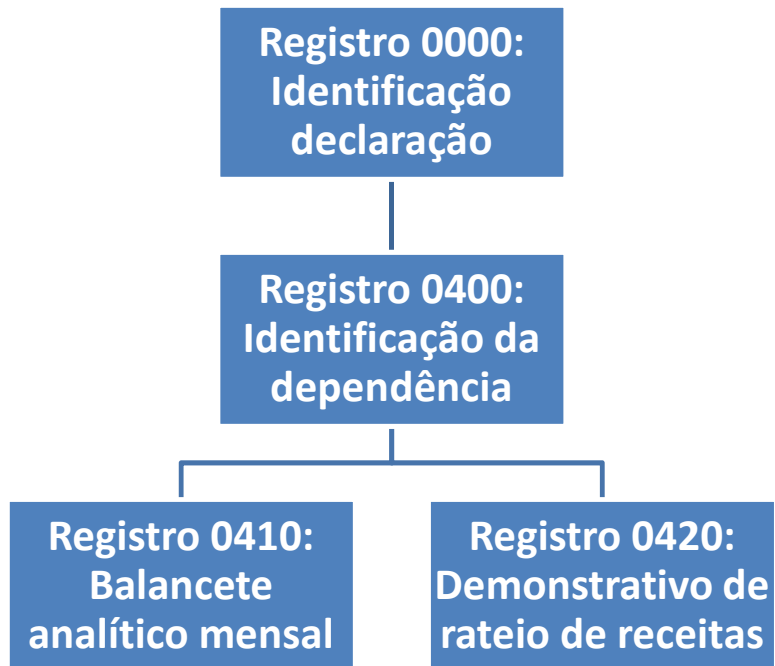 Registro 0000:
Identificação
declaração
Registro 0400:
Identificação da
dependência
Registro 0410:
Balancete
analítico mensal
Registro 0420:
Demonstrativo de
rateio de receitas